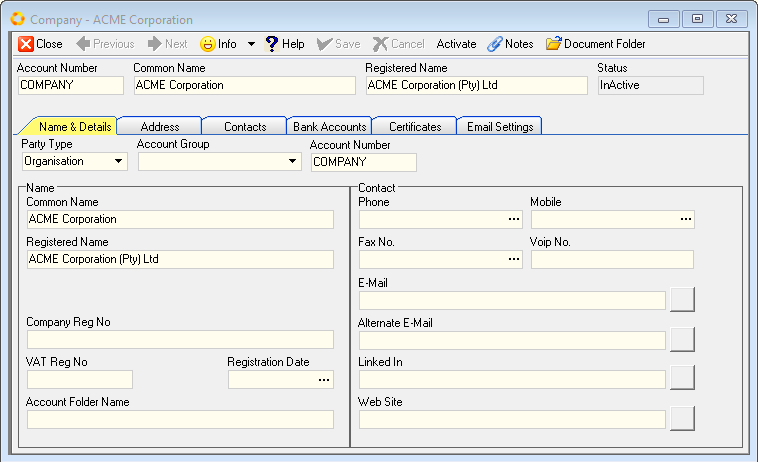 Company - ACME Corporation
Close Previous Next Info Help Save Cancel Activate Notes Document Folder
Account Number Common Name Registered Name Status
COMPANY ACME Corporation ACME Corporation (Pty) Ltd InActive
Name & Details Address Contacts Bank Accounts Certificates Email Settings
Party Type Account Group Account Number
Organisation COMPANY
Name Contact
Common Name Phone Mobile
ACME Corporation ... ...
Registered Name Fax No. Voip No.
ACME Corporation (Pty) Ltd ...
E-Mail
Company Reg No Alternate E-Mail
VAT Reg No Registration Date Linked In
...
Account Folder Name Web Site